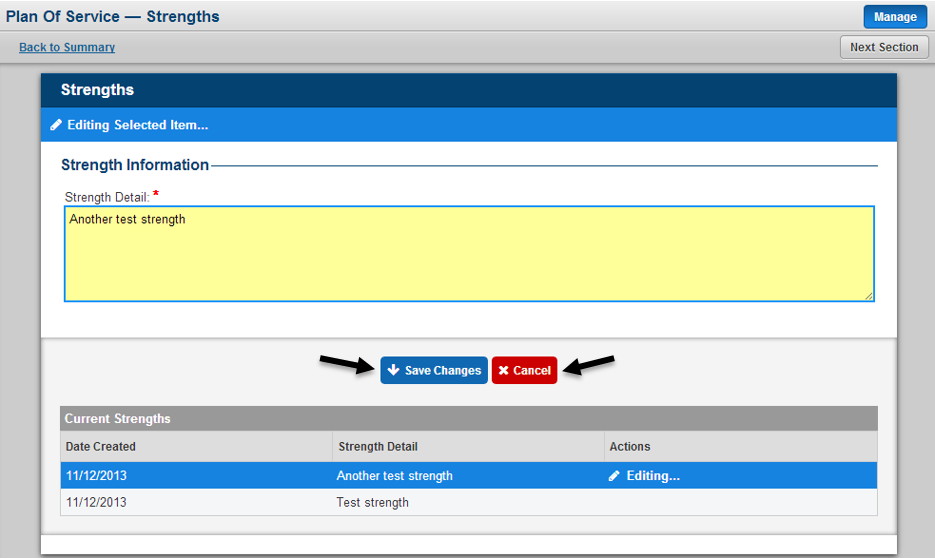 Plan Of Service — Strengths
Manage
Back to Summary
Next Section
Strengths
Editing Selected Item...
Strength Information
Strength Detail: *
Another test strength
Save Changes
Cancel
Current Strengths
Date Created Strength Detail Actions
11/12/2013 Another test strength Editing...
11/12/2013 Test strength